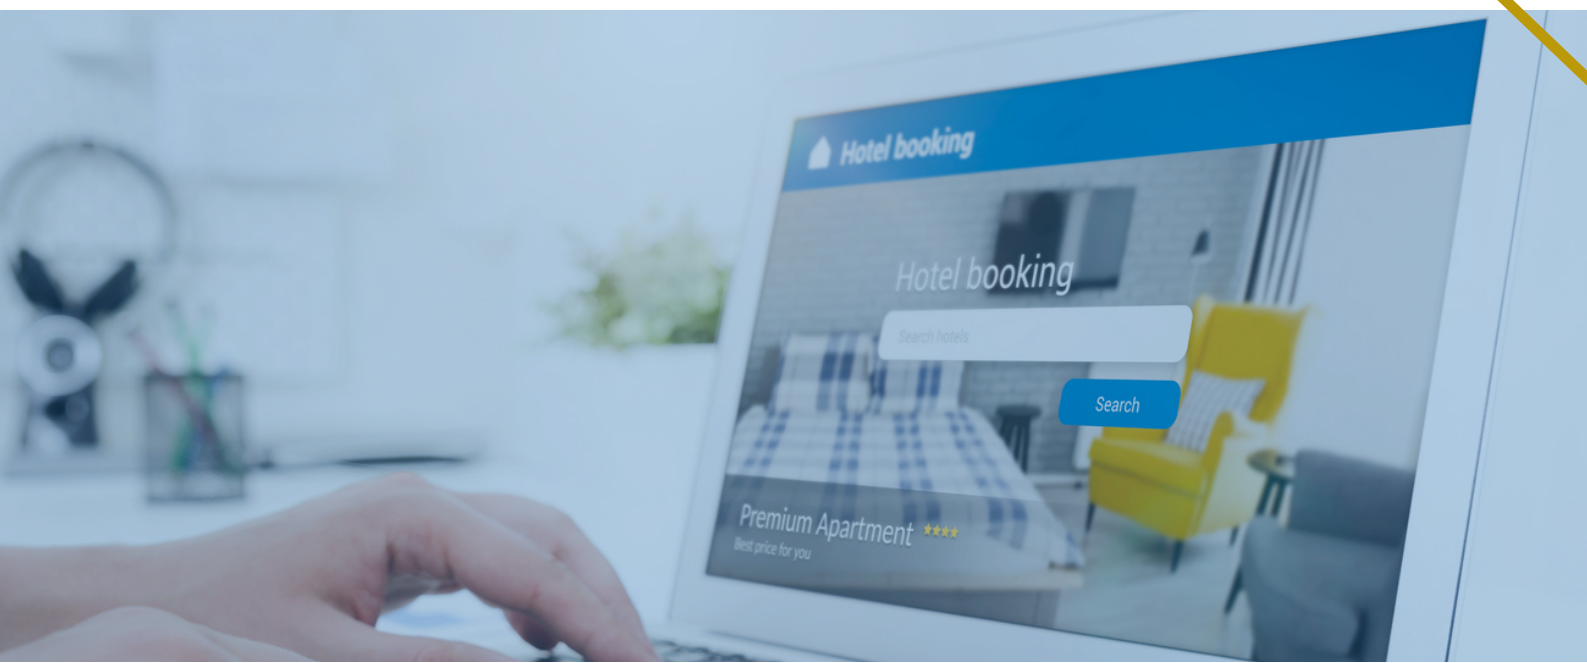 Hotel booking
Hotel booking
Search hotels
Search
Premium Apartment ****
Best price for you